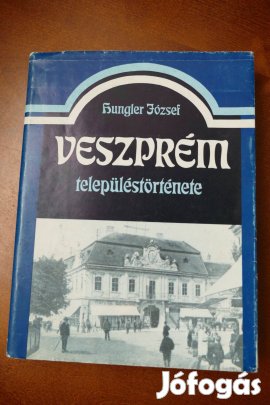 Hungler József
VESZPRÉM
településtörténete
Jófogás